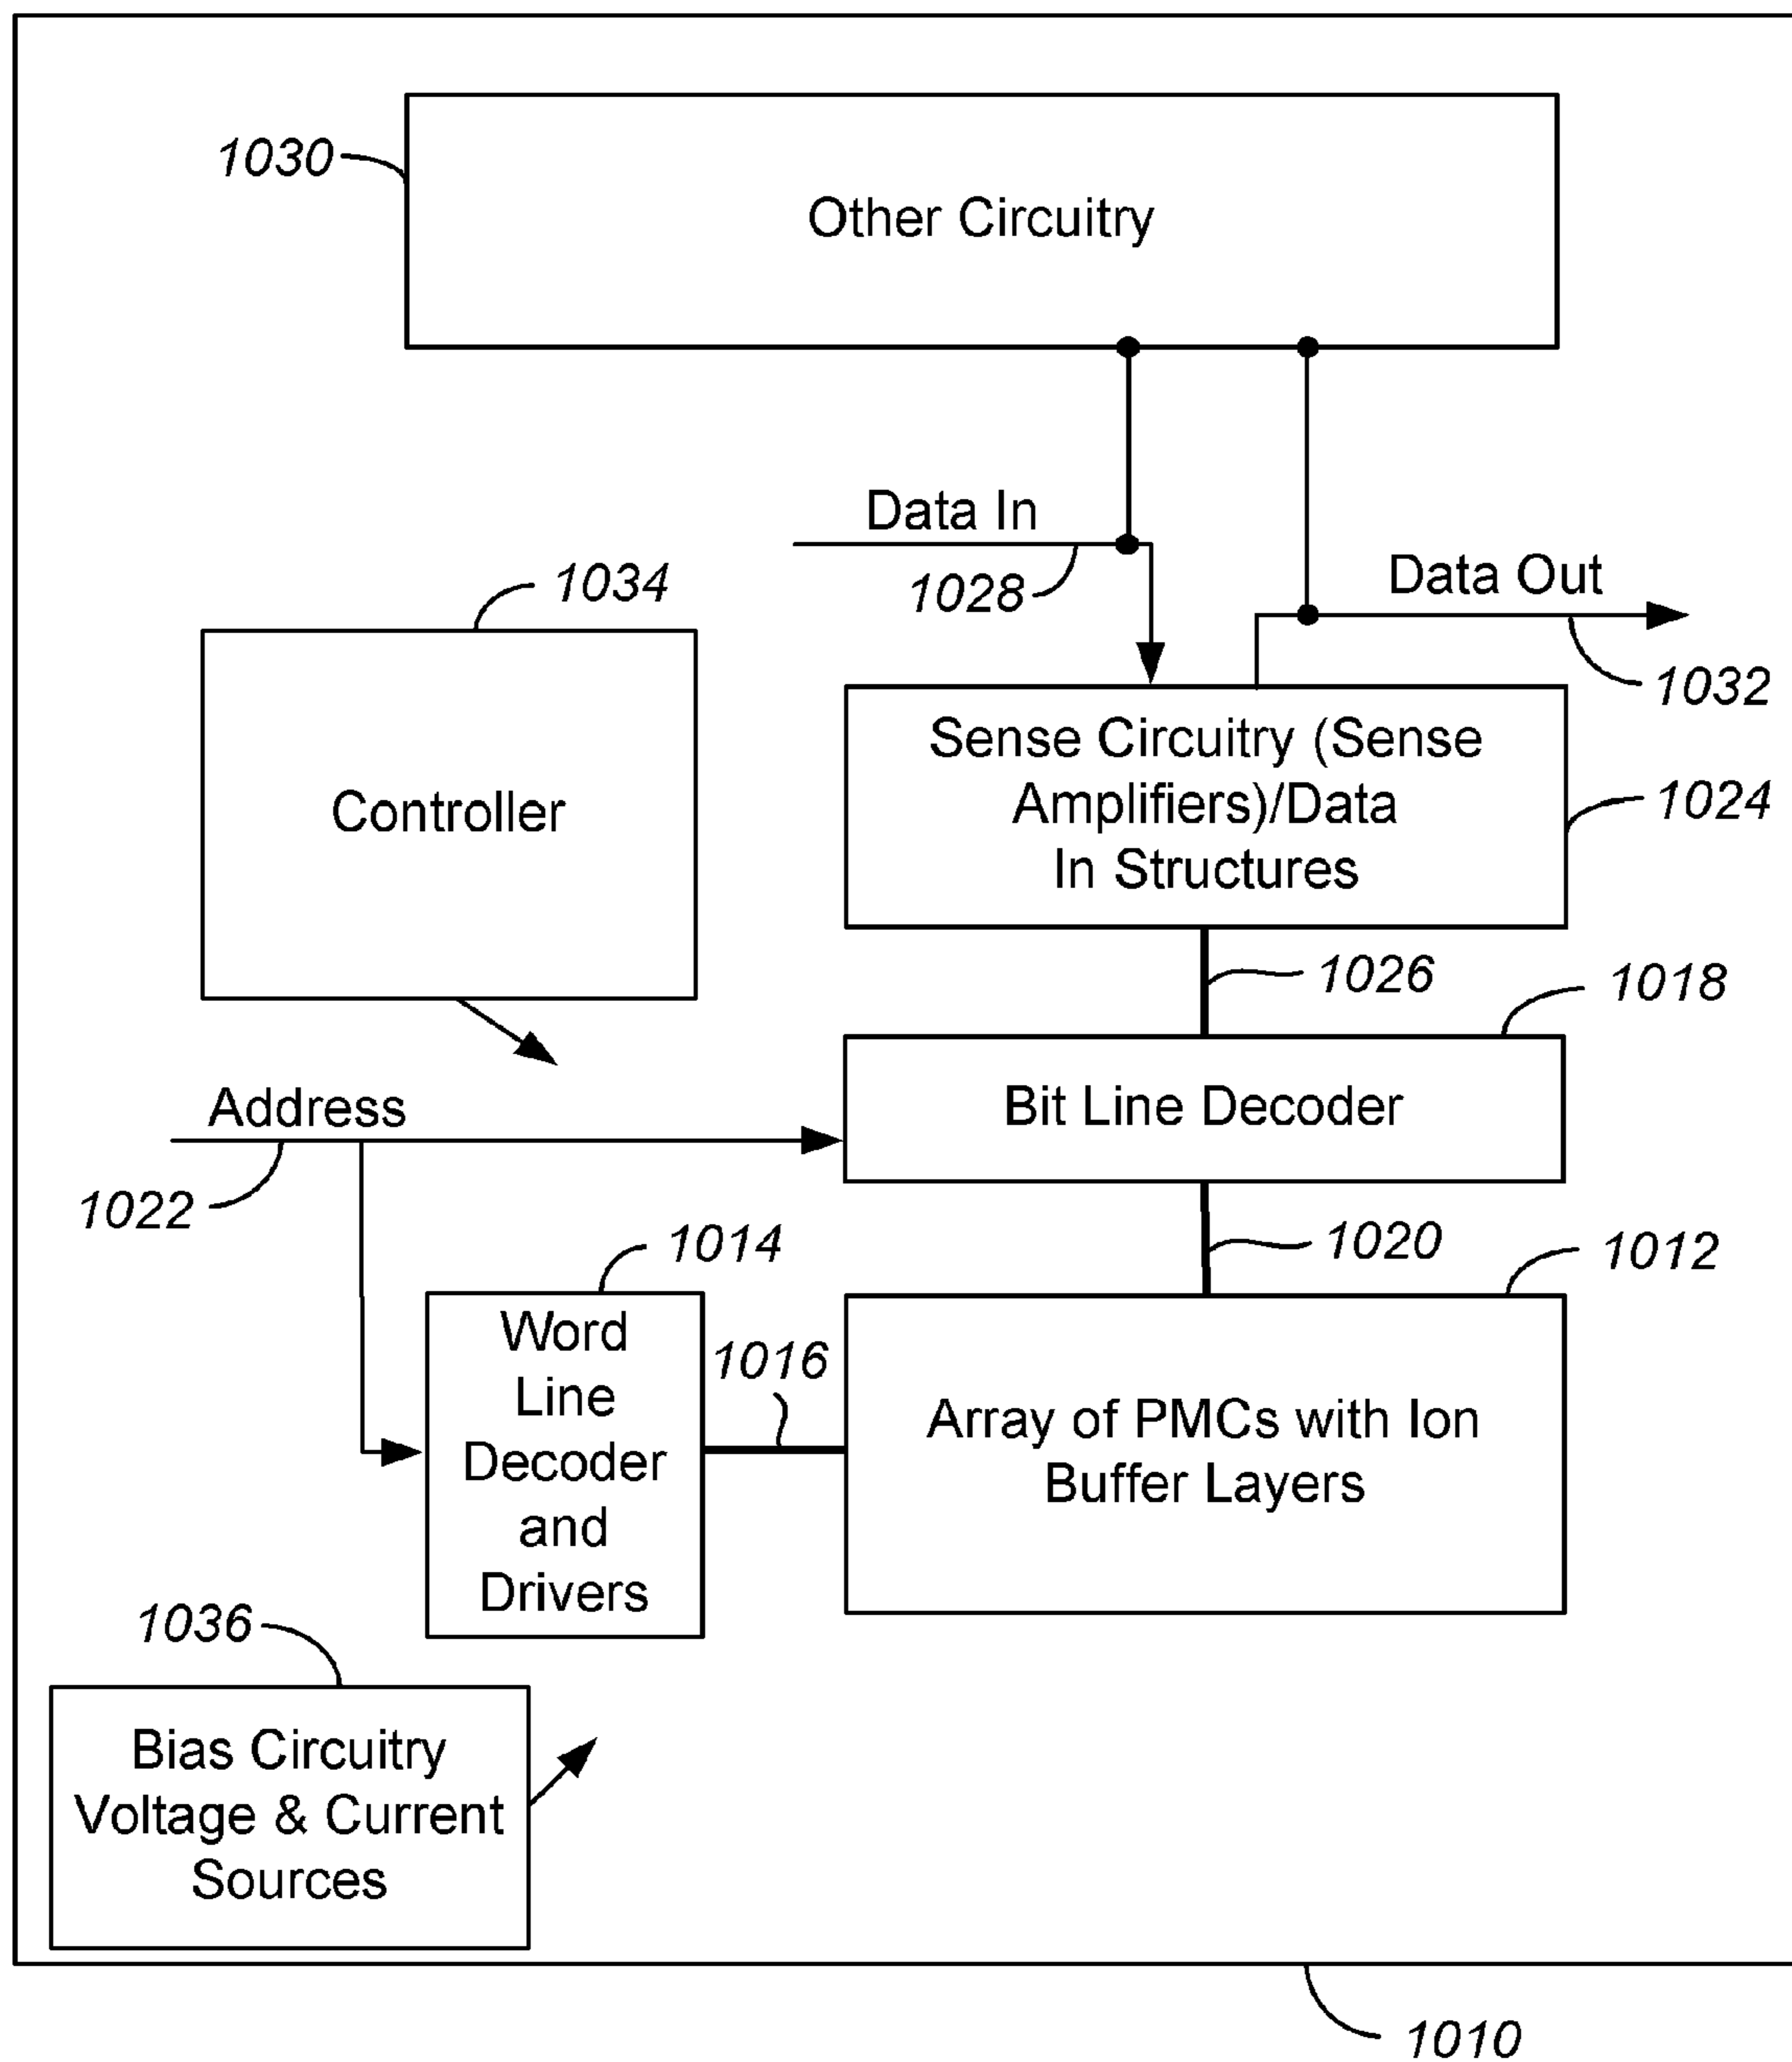 1030
Other Circuitry
Data In
1028
1034
Data Out
1032
Controller
Sense Circuitry (Sense
Amplifiers)/Data
In Structures
1024
1026
1018
Address
Bit Line Decoder
1022
1020
1014
1012
Word
Line
Decoder
and
Drivers
1016
Array of PMCs with Ion
Buffer Layers
1036
Bias Circuitry
Voltage & Current
Sources
1010